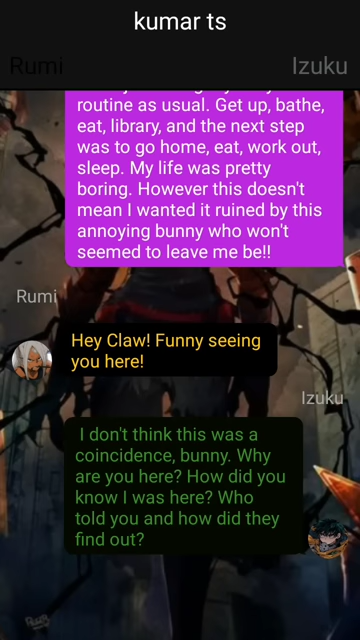 kumar ts
Rumi
Izuku
routine as usual. Get up, bathe,
eat, library, and the next step
was to go home, eat, work out,
sleep. My life was pretty
boring. However this doesn't
mean I wanted it ruined by this
annoying bunny who won't
seemed to leave me be!!
Rumi
Hey Claw! Funny seeing
you here!
Izuku
I don't think this was a
coincidence, bunny. Why
are you here? How did you
know I was here? Who
told you and how did they
find out?